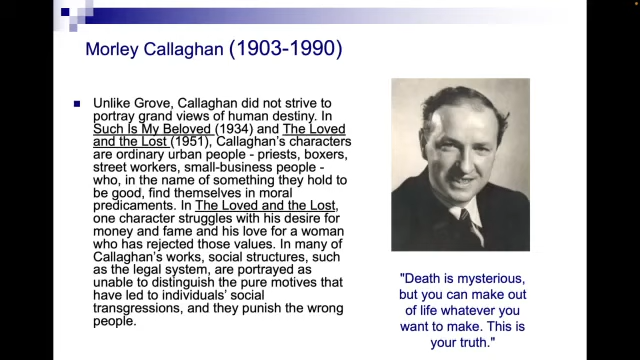 Morley Callaghan (1903-1990)
Unlike Grove, Callaghan did not strive to
portray grand views of human destiny. In
Such is My Beloved (1934) and The Loved
and the Lost (1951), Callaghan's characters
are ordinary urban people - priests, boxers,
street workers, small-business people -
who, in the name of something they hold to
be good, find themselves in moral
predicaments. In The Loved and the Lost,
one character struggles with his desire for
money and fame and his love for a woman
who has rejected those values. In many of
Callaghan's works, social structures, such
as the legal system, are portrayed as
unable to distinguish the pure motives that
have led to individuals' social
transgressions, and they punish the wrong
people.
"Death is mysterious,
but you can make out
of life whatever you
want to make. This is
your truth."